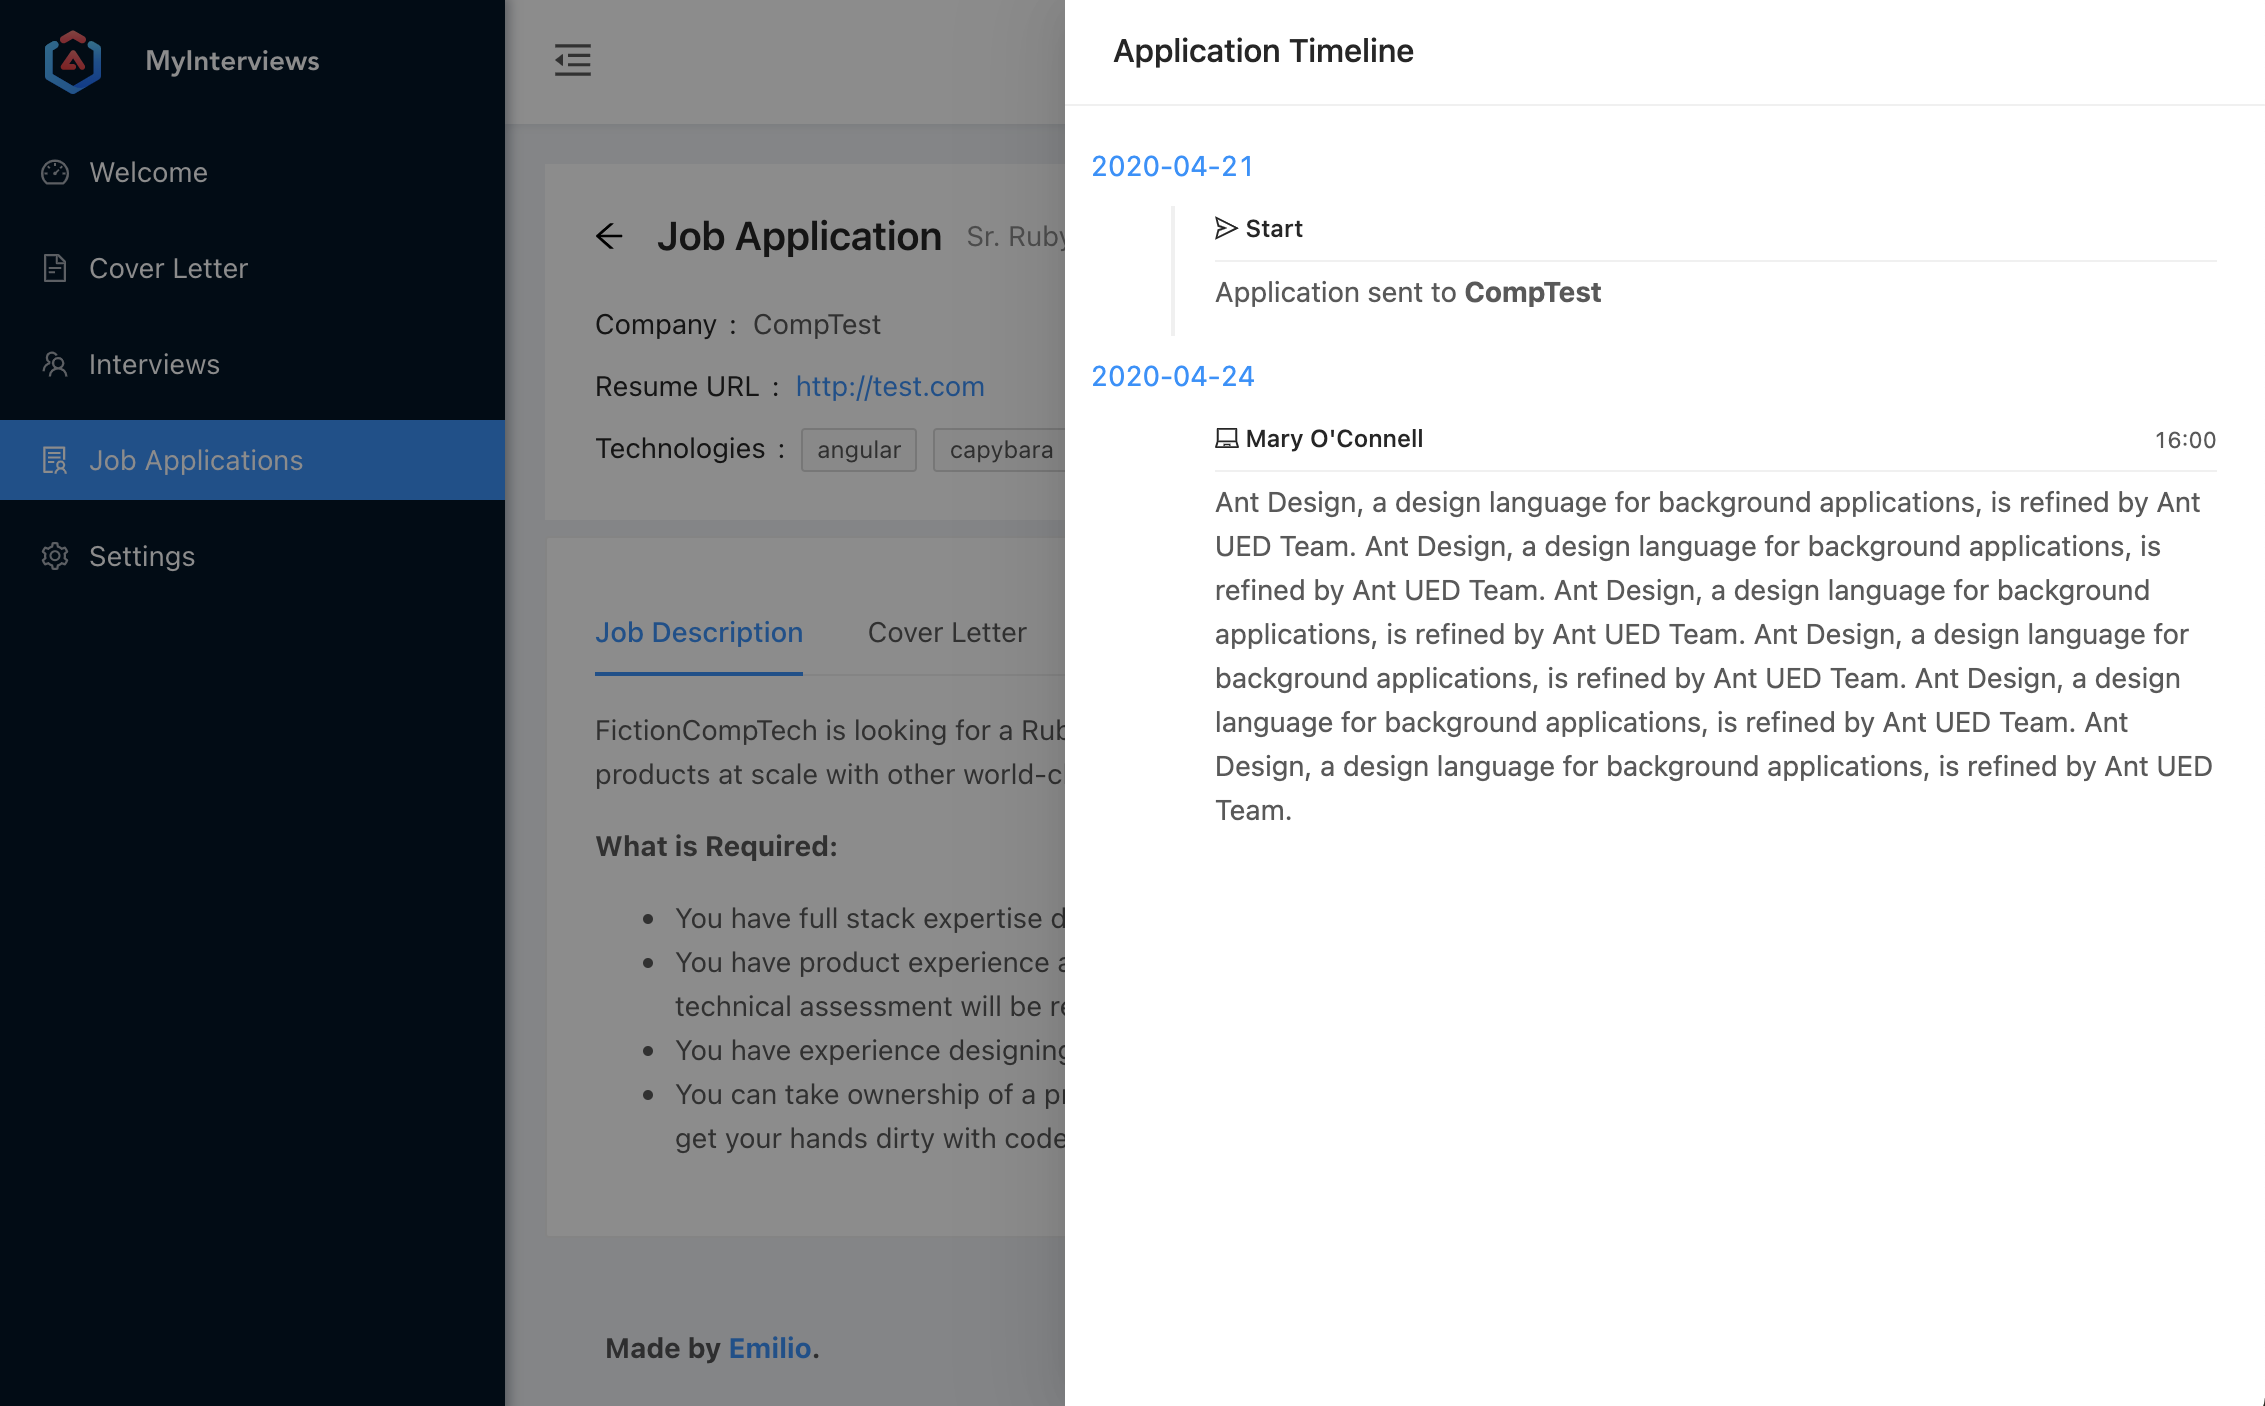 MyInterviews
Welcome
Cover Letter
Interviews
Job Applications
Settings
Job Application Sr. Ruby
Company : CompTest
Resume URL : http://test.com
Technologies : angular capybara
Job Description Cover Letter
FictionCompTech is looking for a
products at scale with other
What is Required:
You have full stack expertise
You have product experience
technical assessment will be
You have experience designing
You can take ownership of a
get your hands dirty with code
Made by Emilio.
Application Timeline
2020-04-21
Start
Application sent to CompTest
2020-04-24
Mary O'Connell 16:00
Ant Design, a design language for background applications, is refined by Ant
UED Team. Ant Design, a design language for background applications, is
refined by Ant UED Team. Ant Design, a design language for background
applications, is refined by Ant UED Team. Ant Design, a design language for
background applications, is refined by Ant UED Team. Ant Design, a design
language for background applications, is refined by Ant UED Team. Ant
Design, a design language for background applications, is refined by Ant UED
Team.